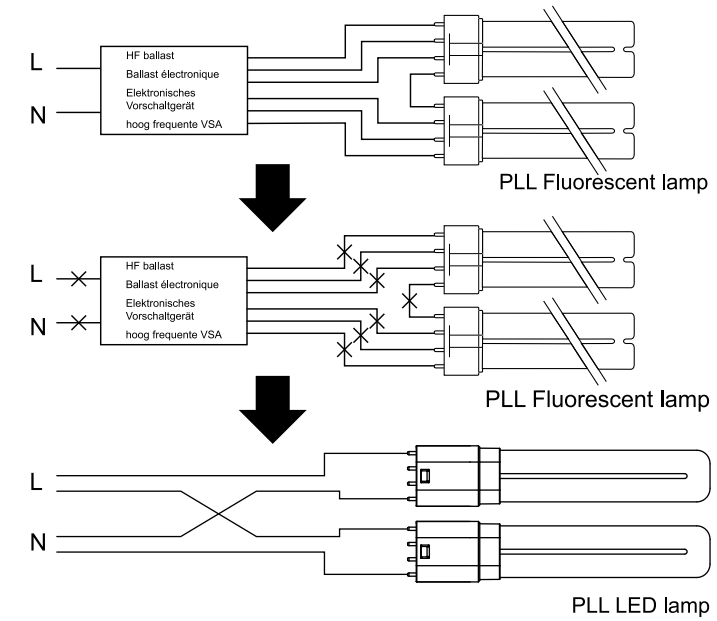 L
N
HF ballast
Ballast électronique
Elektronisches
Vorschaltgerät
hoog frequente VSA
PLL Fluorescent lamp
L
N
HF ballast
Ballast électronique
Elektronisches
Vorschaltgerät
hoog frequente VSA
PLL Fluorescent lamp
L
N
PLL LED lamp